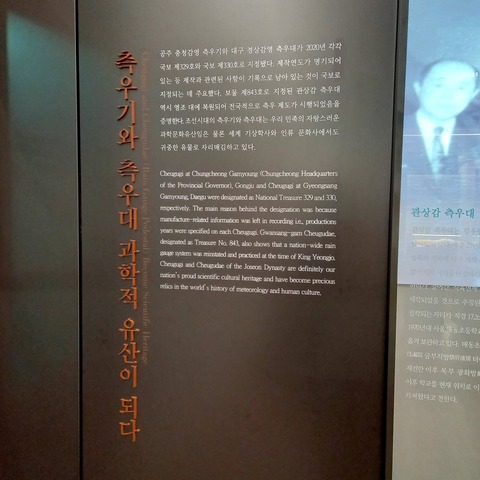 측우기와 측우대 과학적 유산이 되다
공주 충청감영 측우기와 대구 경상감영 측우대가 2020년 각각
국보 제329호와 국보 제330호로 지정됐다. 제작연도가 명기되어
있는 등 제작과 관련된 사항이 기록으로 남아 있는 것이 국보로
지정되는 데 주효했다. 보물 제843호로 지정된 관상감 측우대
역시 영조 대에 복원되어 전국적으로 측우 제도가 시행되었음을
증명한다. 조선시대의 측우기와 측우대는 우리 민족의 자랑스러운
과학문화유산임은 물론 세계 기상학사와 인류 문화사에서도
귀중한 유물로 자리매김하고 있다.
Cheugugi at Chungcheong Gamyoung (Chungcheong Headquarters
of the Provincial Governor), Gongju and Cheugugi at Gyeongsang
Gamyoung, Daegu were designated as National Treasure 329 and 330,
respectively. The main reason behind the designation was because
manufacture-related information was left in recording i.e., productions
years were specified on each Cheugugi. Gwansang-gam Cheugudae,
designated as Treasure No. 843, also shows that a nation-wide rain
gauge system was reinstated and practiced at the time of King Yeongjo.
Cheugugi and Cheugudae of the Joseon Dynasty are definitely our
nation's proud scientific cultural heritage and have become precious
relics in the world's history of meteorology and human culture.
관상감 측우대